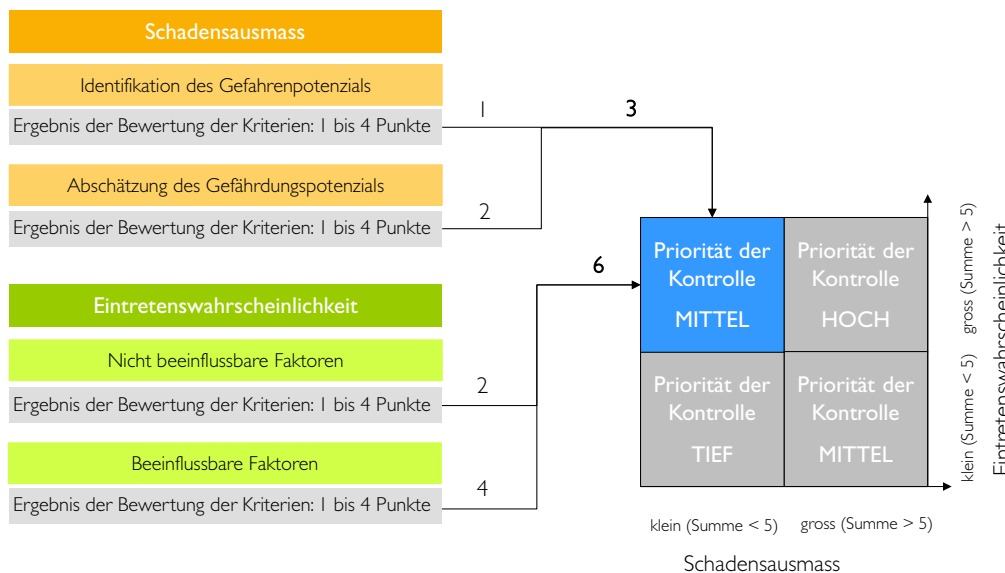 Schadensausmass
Identifikation des Gefahrenpotenzials
Ergebnis der Bewertung der Kriterien: 1 bis 4 Punkte
1
3
Abschätzung des Gefährdungspotenzials
Ergebnis der Bewertung der Kriterien: 1 bis 4 Punkte
2
6
Eintretenswahrscheinlichkeit
Nicht beeinflussbare Faktoren
Ergebnis der Bewertung der Kriterien: 1 bis 4 Punkte
2
Beeinflussbare Faktoren
Ergebnis der Bewertung der Kriterien: 1 bis 4 Punkte
4
Priorität der
Kontrolle
MITTEL
Priorität der
Kontrolle
HOCH
Priorität der
Kontrolle
TIEF
Priorität der
Kontrolle
MITTEL
klein (Summe < 5)
gross (Summe > 5)
Eintretenswahrscheinlichkeit
klein (Summe < 5)
gross (Summe > 5)
Schadensausmass